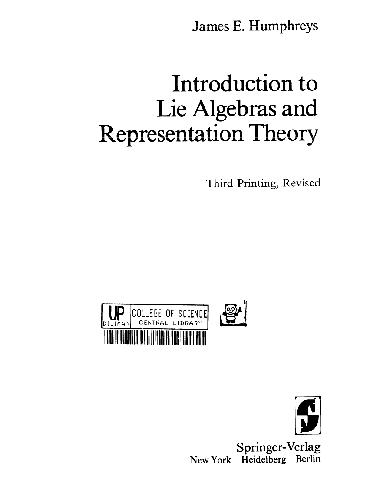 James E. Humphreys
Introduction to
Lie Algebras and
Representation Theory
Third Printing, Revised
UP
DILIMAN
COLLEGE OF SCIENCE
CENTRAL LIBRARY
Springer-Verlag
New York Heidelberg Berlin